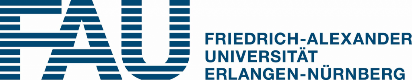 FAU
FRIEDRICH-ALEXANDER
UNIVERSITÄT
ERLANGEN-NÜRNBERG